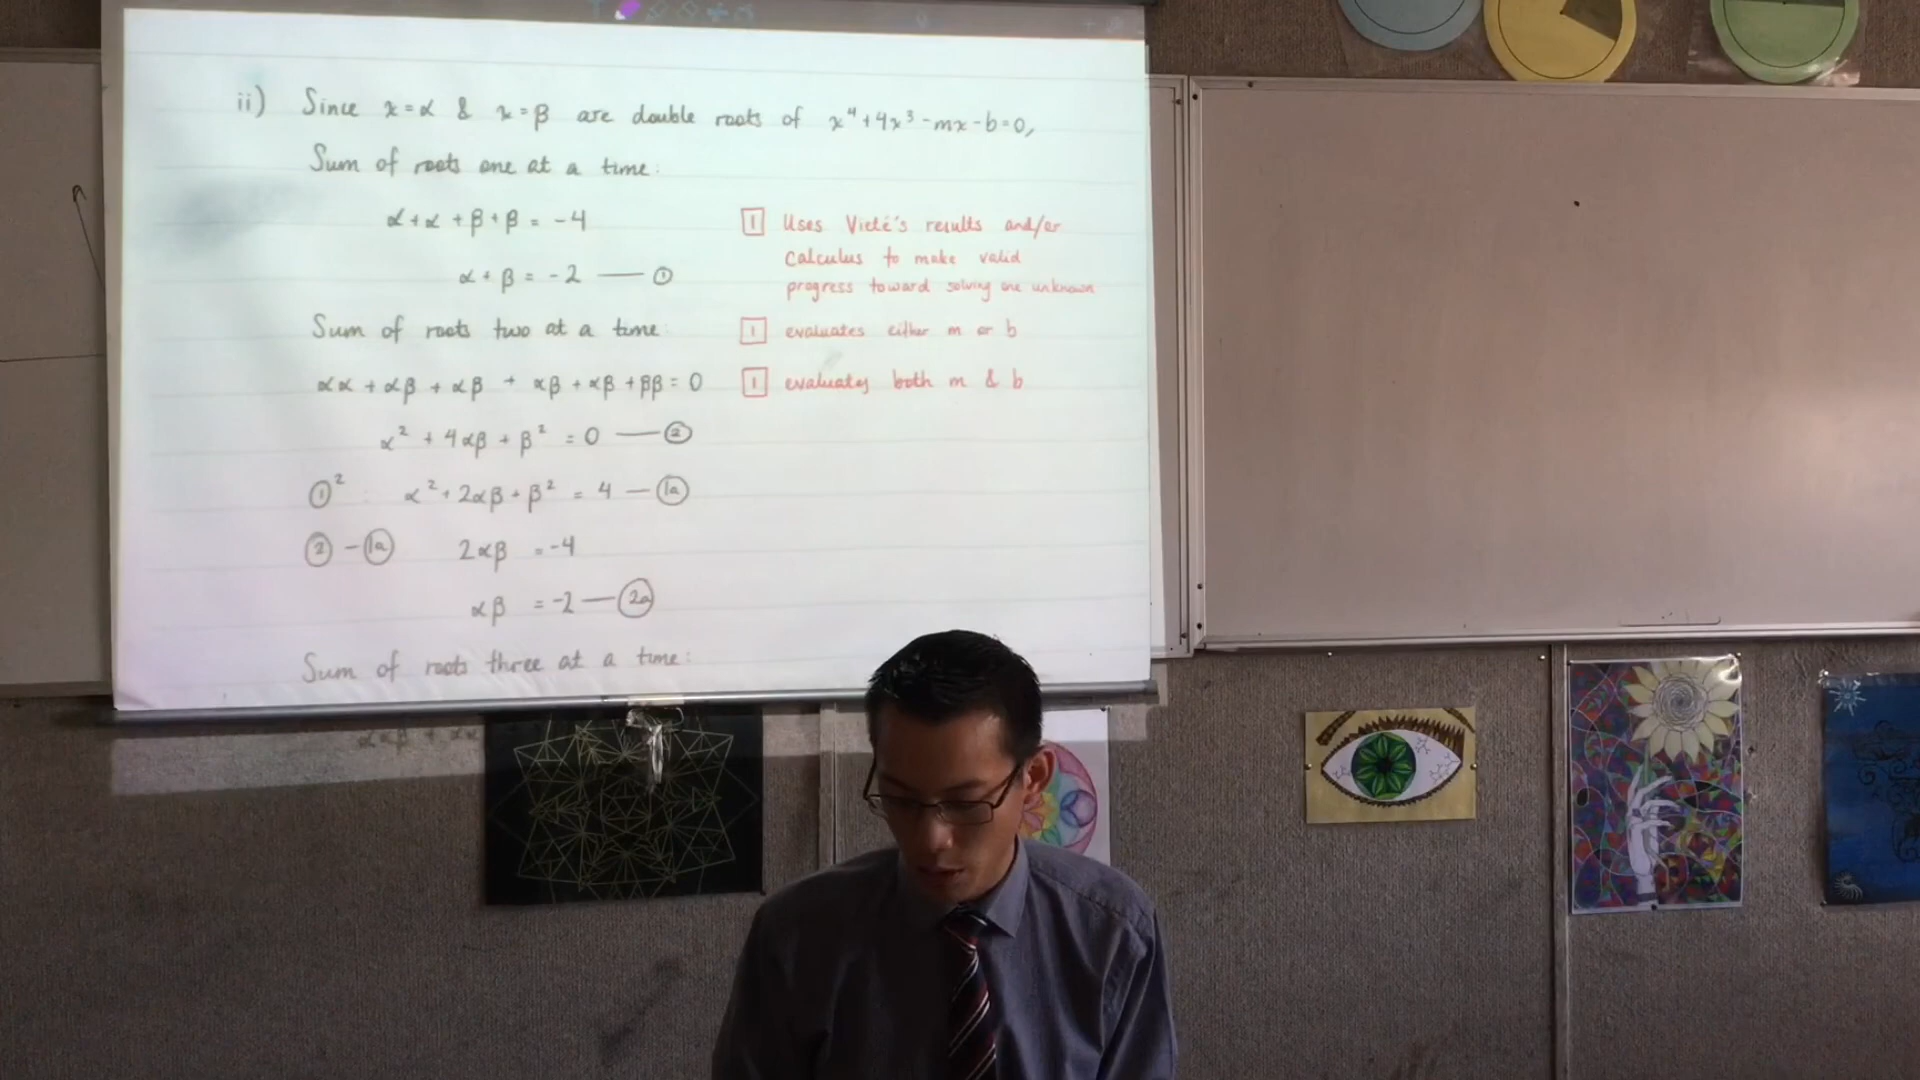 ii) Since x=α & x=β are double roots of x⁴+4x³-mx-b=0,
Sum of roots one at a time:
α+α+β+β = -4
α+β = -2 —— ①
Sum of roots two at a time:
αα+αβ+αβ+αβ+αβ+ββ=0
α²+4αβ+β²=0 —— ②
①²: α²+2αβ+β²=4 — (1a)
② - (1a) 2αβ = -4
αβ = -2 — (2a)
Sum of roots three at a time:
1 Uses Vieté's results and/or
calculus to make valid
progress toward solving one unknown
1 evaluates either m or b
1 evaluates both m & b